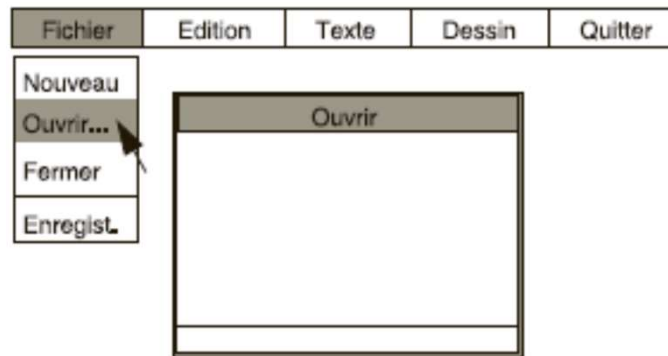 Fichier Edition Texte Dessin Quitter
Nouveau
Ouvrir...
Fermer
Enregist.
Ouvrir